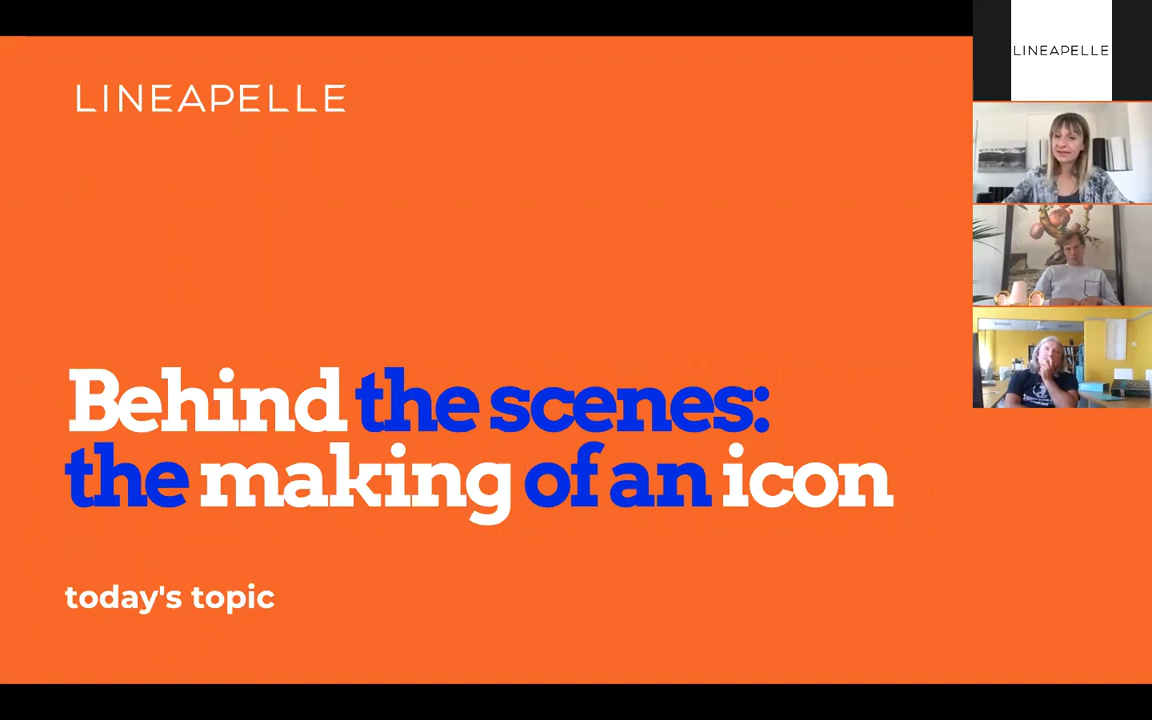 LINEAPELLE
LINEAPELLE
Behind the scenes:
the making of an icon
today's topic